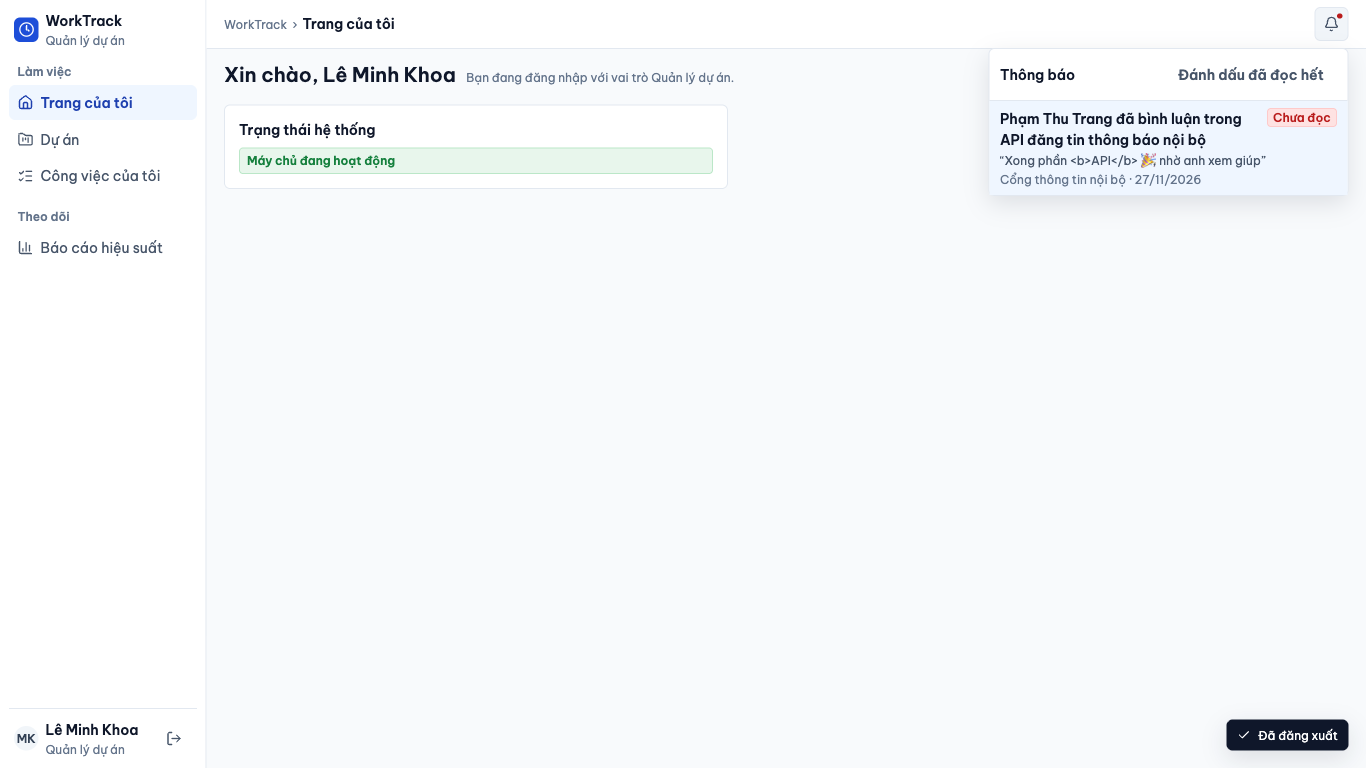 WorkTrack
Quản lý dự án
Làm việc
Trang của tôi
Dự án
Công việc của tôi
Theo dõi
Báo cáo hiệu suất
MK
Lê Minh Khoa
Quản lý dự án
WorkTrack › Trang của tôi
Xin chào, Lê Minh Khoa Bạn đang đăng nhập với vai trò Quản lý dự án.
Trạng thái hệ thống
Máy chủ đang hoạt động
Thông báo Đánh dấu đã đọc hết
Phạm Thu Trang đã bình luận trong Chưa đọc
API đăng tin thông báo nội bộ
“Xong phần <b>API</b> 🎉, nhờ anh xem giúp”
Cổng thông tin nội bộ · 27/11/2026
Đã đăng xuất